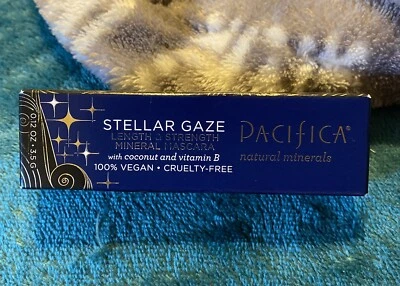 STELLAR GAZE
LENGTH & STRENGTH
MINERAL MASCARA
with coconut and vitamin B
100% VEGAN • CRUELTY-FREE
PACIFICA®
natural minerals
0.12 OZ • 3.5 G